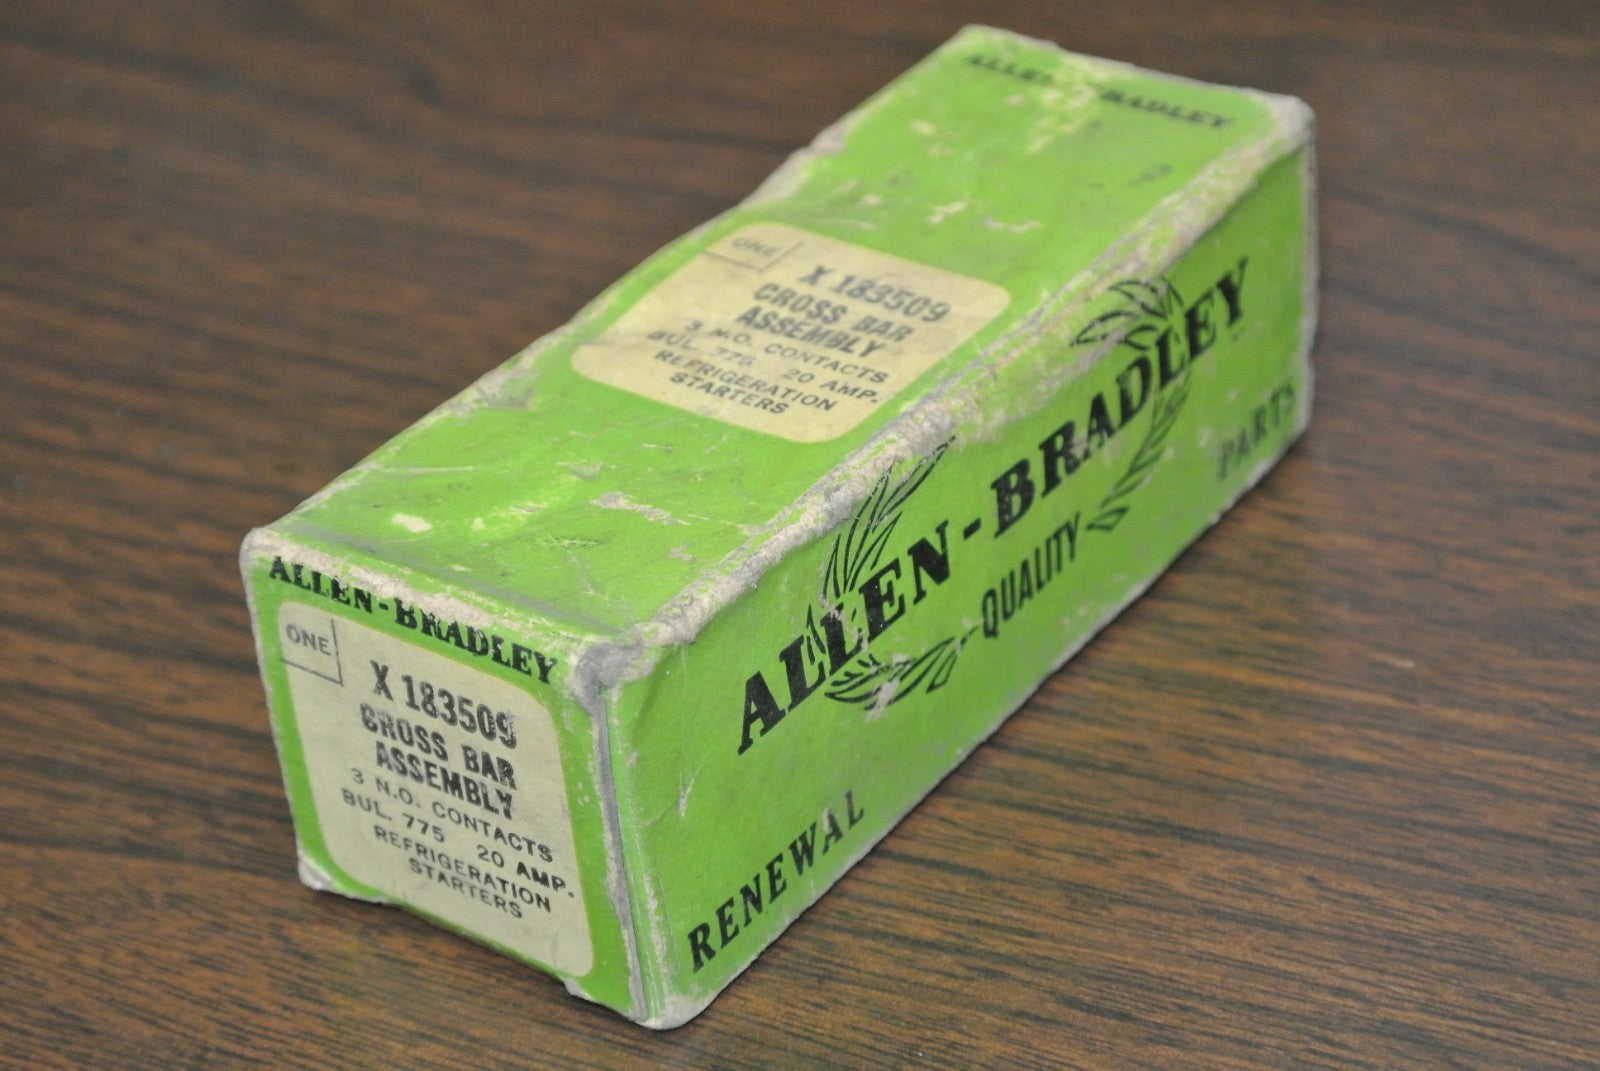 ALLEN-BRADLEY
ONE
X 183509
CROSS BAR
ASSEMBLY
3 N.O. CONTACTS
BUL. 775 20 AMP.
REFRIGERATION
STARTERS
ALLEN-BRADLEY
ONE
X 183509
CROSS BAR
ASSEMBLY
3 N.O. CONTACTS
BUL. 775 20 AMP.
REFRIGERATION
STARTERS
ALLEN-BRADLEY
QUALITY
RENEWAL PARTS